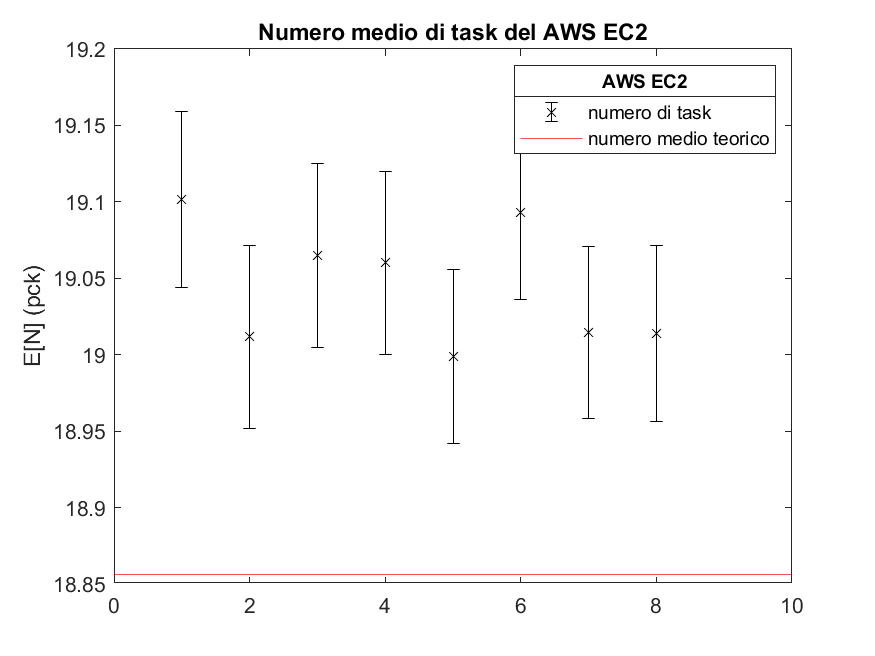 Numero medio di task del AWS EC2
19.2
19.15
19.1
19.05
19
18.95
18.9
18.85
E[N] (pck)
AWS EC2
numero di task
numero medio teorico
0 2 4 6 8 10